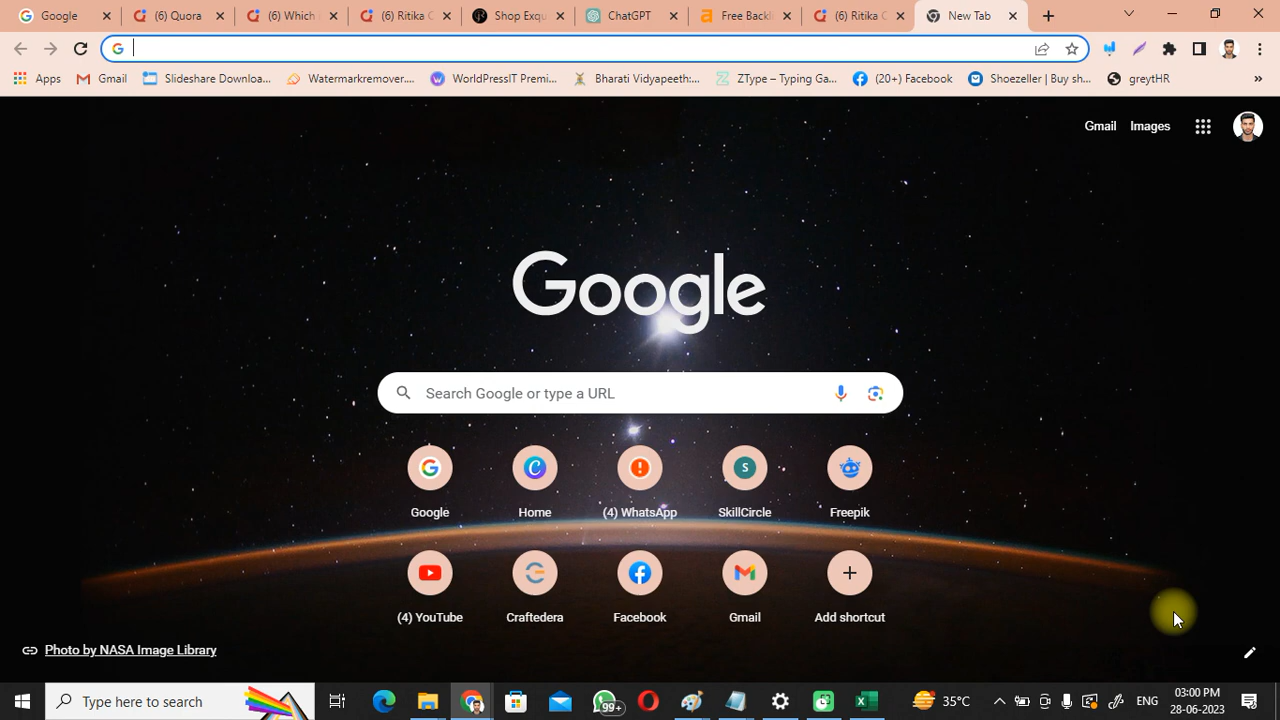 Google (6) Quora (6) Which (6) Ritika C Shop Exqu ChatGPT Free Backl (6) Ritika C New Tab
Apps Gmail Slideshare Downloa... Watermarkremover.... WorldPressIT Premi... Bharati Vidyapeeth:... ZType – Typing Ga... (20+) Facebook Shoezeller | Buy sh... greytHR »
Gmail Images
Google
Search Google or type a URL
Google Home (4) WhatsApp SkillCircle Freepik
(4) YouTube Craftedera Facebook Gmail Add shortcut
Photo by NASA Image Library
Type here to search 99+ 35°C ENG 03:00 PM
28-06-2023